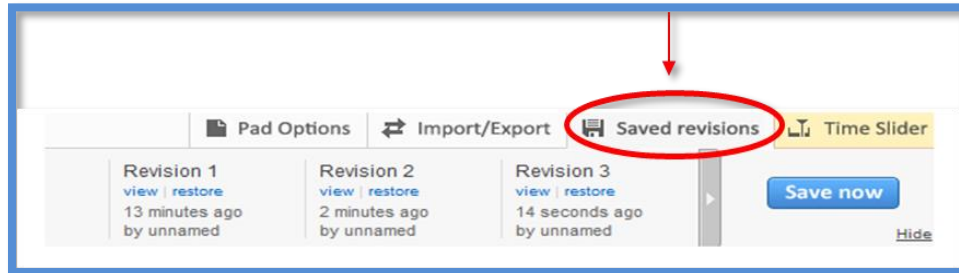 Pad Options Import/Export Saved revisions Time Slider
Revision 1 Revision 2 Revision 3
view | restore view | restore view | restore
Save now
13 minutes ago 2 minutes ago 14 seconds ago
by unnamed by unnamed by unnamed
Hide